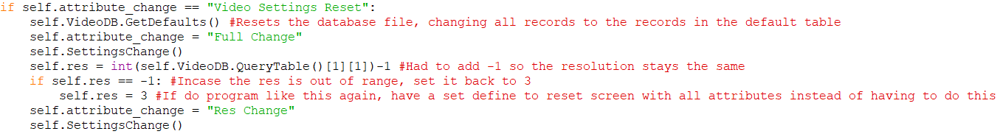 if self.attribute_change == "Video Settings Reset":
    self.VideoDB.GetDefaults() #Resets the database file, changing all records to the records in the default table
    self.attribute_change = "Full Change"
    self.SettingsChange()
    self.res = int(self.VideoDB.QueryTable()[1][1])-1 #Had to add -1 so the resolution stays the same
    if self.res == -1: #Incase the res is out of range, set it back to 3
        self.res = 3 #If do program like this again, have a set define to reset screen with all attributes instead of having to do this
    self.attribute_change = "Res Change"
    self.SettingsChange()